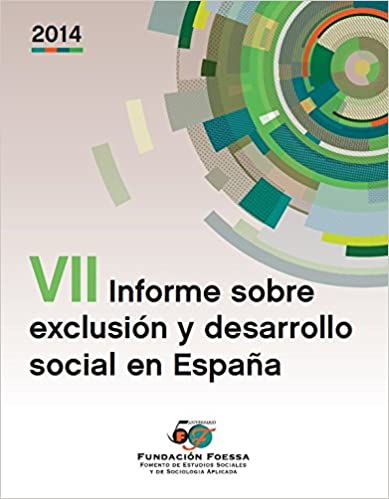 2014
VII Informe sobre
exclusión y desarrollo
social en España
FUNDACIÓN FOESSA
FOMENTO DE ESTUDIOS SOCIALES
Y DE SOCIOLOGÍA APLICADA